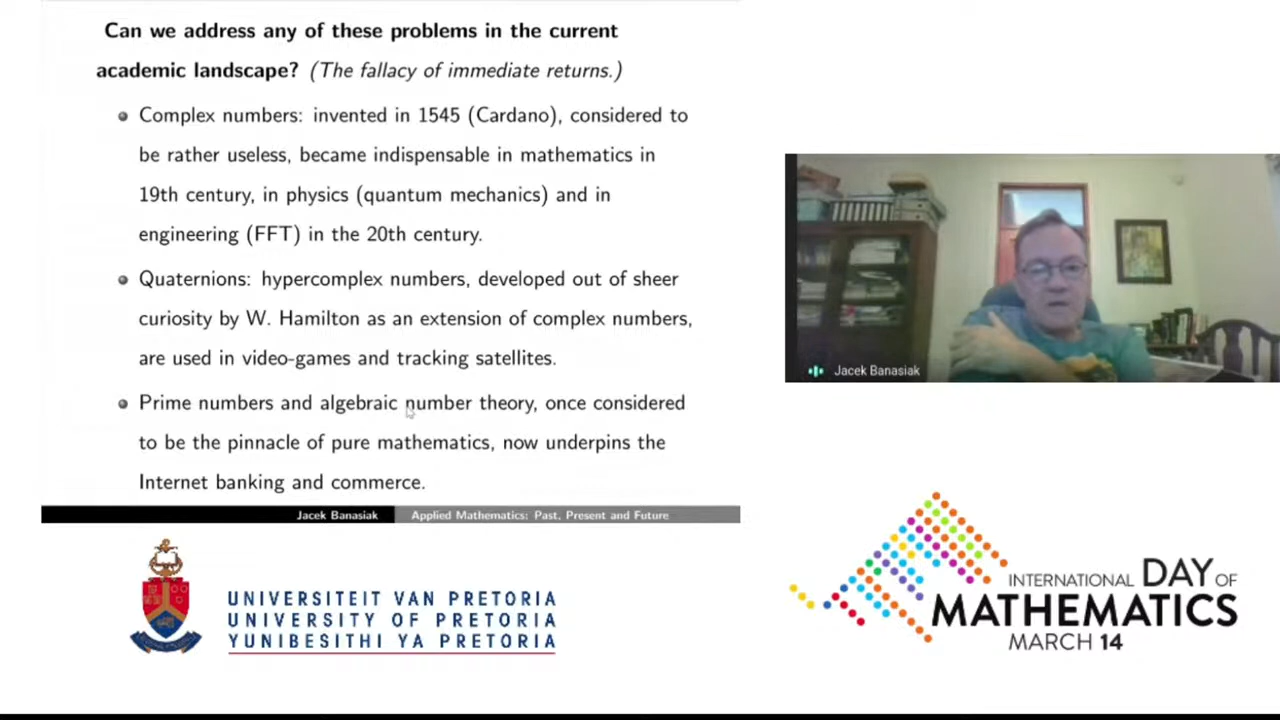 Can we address any of these problems in the current
academic landscape? (The fallacy of immediate returns.)
Complex numbers: invented in 1545 (Cardano), considered to
be rather useless, became indispensable in mathematics in
19th century, in physics (quantum mechanics) and in
engineering (FFT) in the 20th century.
Quaternions: hypercomplex numbers, developed out of sheer
curiosity by W. Hamilton as an extension of complex numbers,
are used in video-games and tracking satellites.
Prime numbers and algebraic number theory, once considered
to be the pinnacle of pure mathematics, now underpins the
Internet banking and commerce.
Jacek Banasiak Applied Mathematics: Past, Present and Future
Jacek Banasiak
UNIVERSITEIT VAN PRETORIA
UNIVERSITY OF PRETORIA
YUNIBESITHI YA PRETORIA
INTERNATIONAL DAY OF
MATHEMATICS
MARCH 14